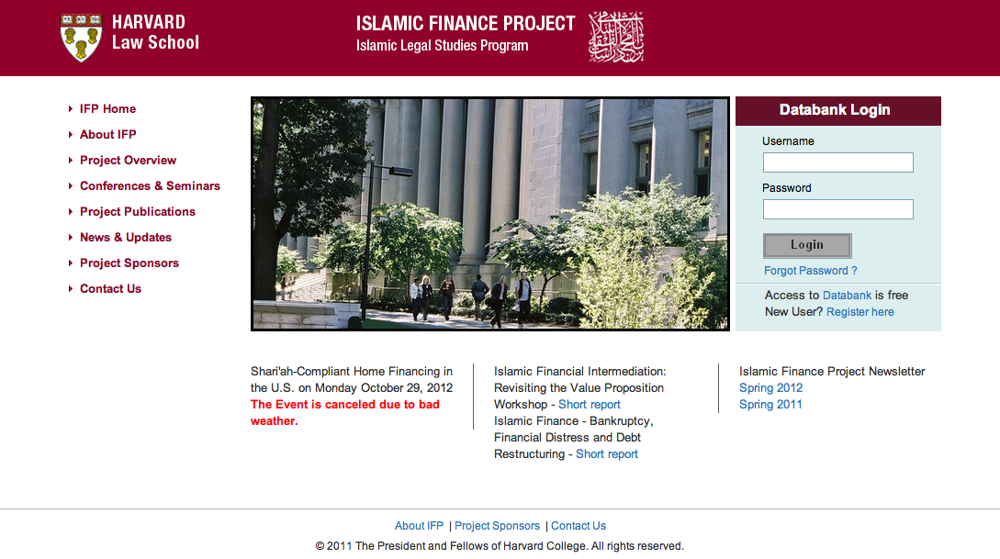 HARVARD
Law School
ISLAMIC FINANCE PROJECT
Islamic Legal Studies Program
IFP Home
About IFP
Project Overview
Conferences & Seminars
Project Publications
News & Updates
Project Sponsors
Contact Us
Databank Login
Username
Password
Login
Forgot Password ?
Access to Databank is free
New User? Register here
Shari'ah-Compliant Home Financing in
the U.S. on Monday October 29, 2012
The Event is canceled due to bad
weather.
Islamic Financial Intermediation:
Revisiting the Value Proposition
Workshop - Short report
Islamic Finance - Bankruptcy,
Financial Distress and Debt
Restructuring - Short report
Islamic Finance Project Newsletter
Spring 2012
Spring 2011
About IFP | Project Sponsors | Contact Us
© 2011 The President and Fellows of Harvard College. All rights reserved.